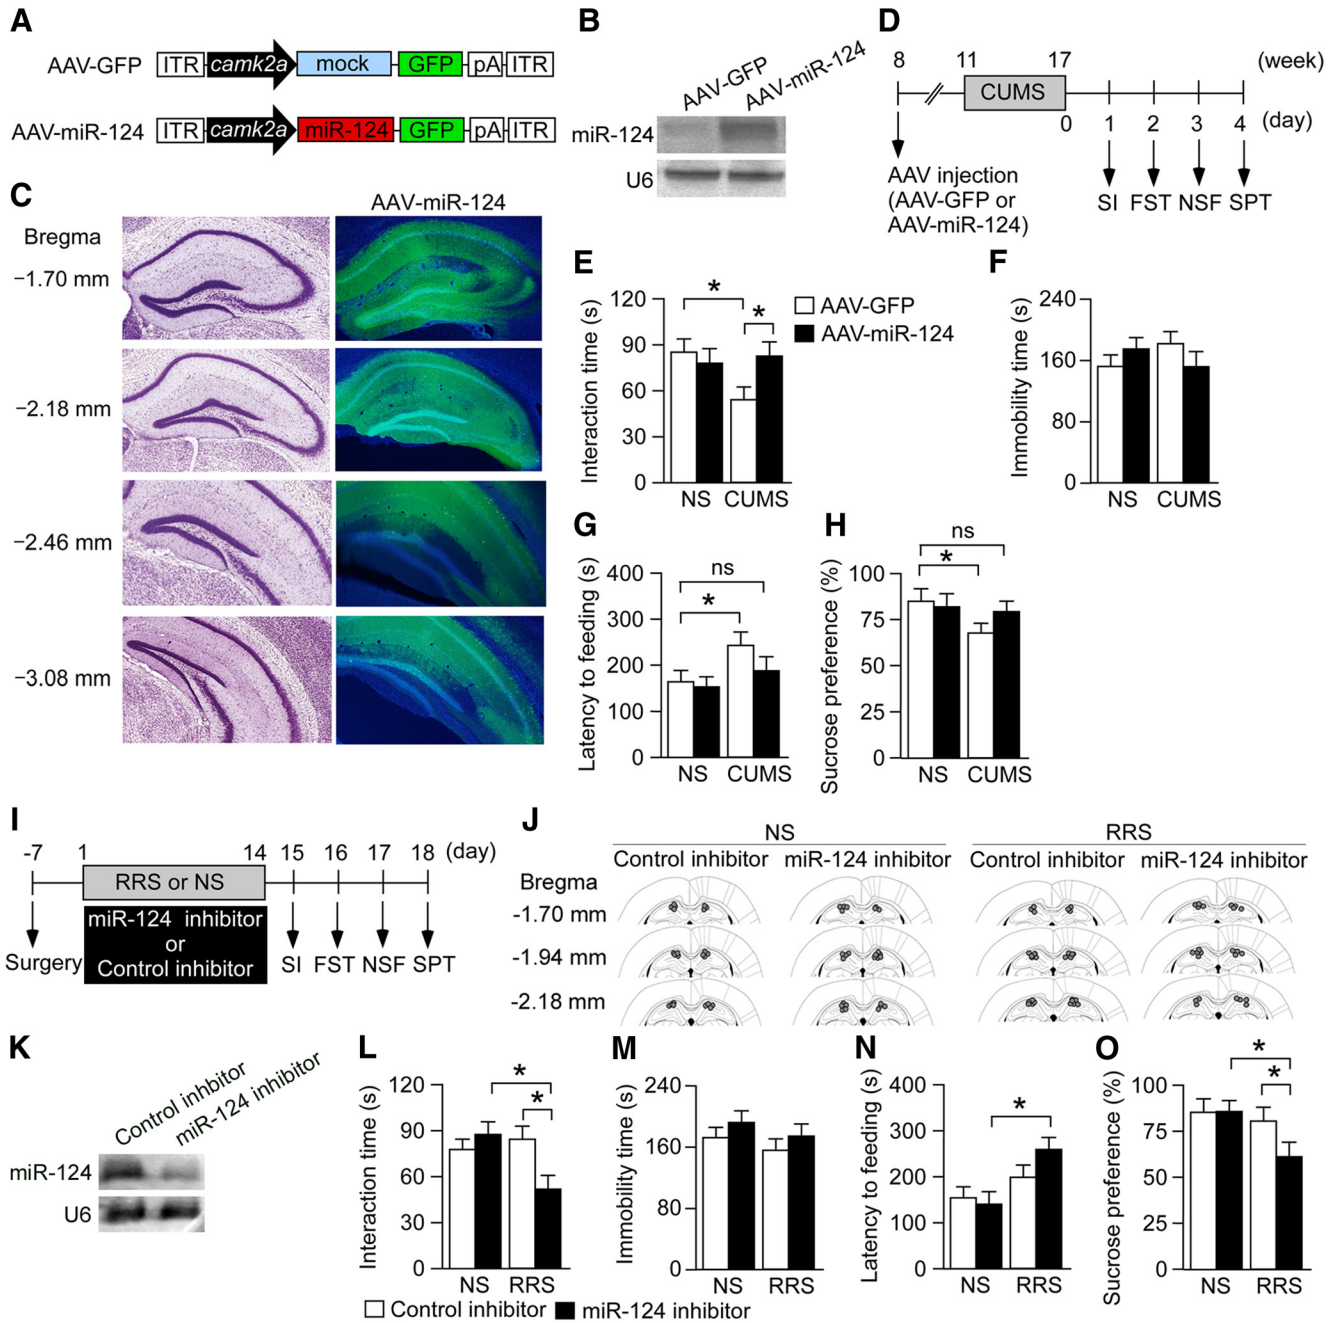 A
AAV-GFP ITR camk2a mock GFP pA ITR
AAV-miR-124 ITR camk2a miR-124 GFP pA ITR
B
AAV-GFP
AAV-miR-124
miR-124
U6
C
AAV-miR-124
Bregma
−1.70 mm
−2.18 mm
−2.46 mm
−3.08 mm
D
8 11 17 (week)
CUMS
0 1 2 3 4 (day)
AAV injection
(AAV-GFP or
AAV-miR-124)
SI FST NSF SPT
E
Interaction time (s)
120
90
60
30
0
* *
NS CUMS
AAV-GFP
AAV-miR-124
F
Immobility time (s)
240
160
80
0
NS CUMS
G
Latency to feeding (s)
400
300
200
100
0
ns
*
NS CUMS
H
Sucrose preference (%)
100
75
50
25
0
ns
*
NS CUMS
I
-7 1 14 15 16 17 18 (day)
RRS or NS
miR-124 inhibitor
or
Control inhibitor
Surgery
SI FST NSF SPT
J
NS RRS
Control inhibitor miR-124 inhibitor Control inhibitor miR-124 inhibitor
Bregma
-1.70 mm
-1.94 mm
-2.18 mm
K
Control inhbitor
miR-124 inhibitor
miR-124
U6
L
Interaction time (s)
120
90
60
30
0
*
*
NS RRS
M
Immobility time (s)
240
160
80
0
NS RRS
N
Latency to feeding (s)
400
300
200
100
0
*
NS RRS
O
Sucrose preference (%)
100
75
50
25
0
*
*
NS RRS
Control inhibitor miR-124 inhibitor